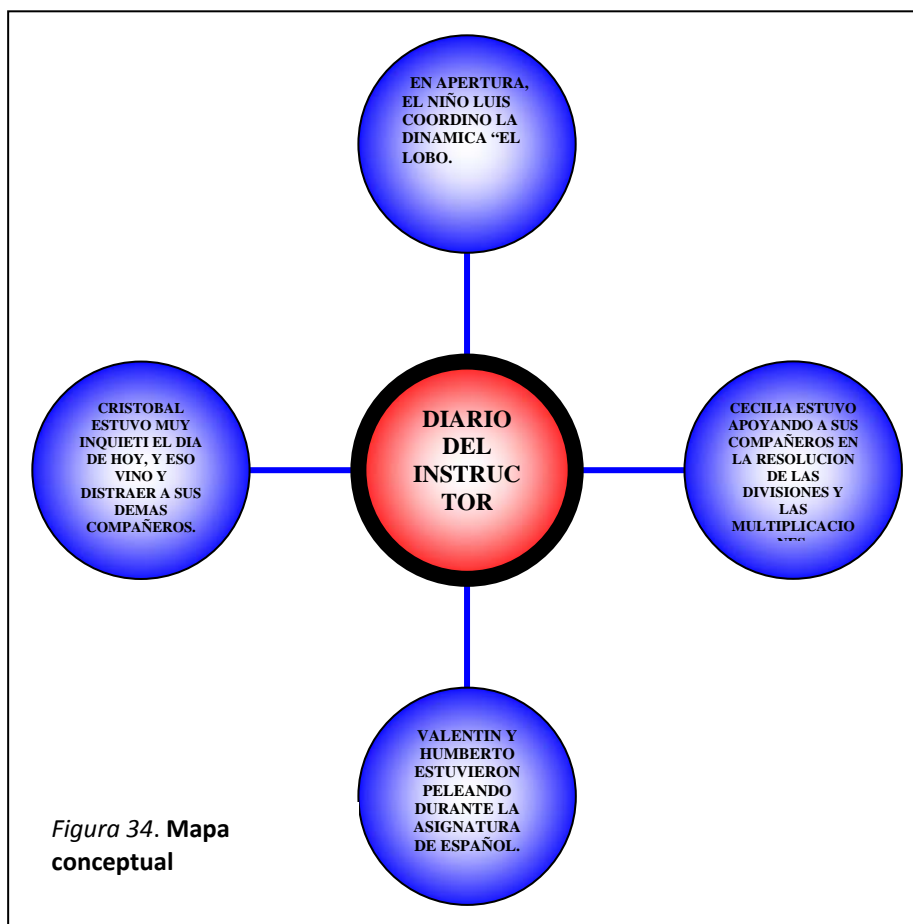 EN APERTURA,
EL NIÑO LUIS
COORDINO LA
DINAMICA “EL
LOBO.
CRISTOBAL
ESTUVO MUY
INQUIETI EL DIA
DE HOY, Y ESO
VINO Y
DISTRAER A SUS
DEMAS
COMPAÑEROS.
DIARIO
DEL
INSTRUC
TOR
CECILIA ESTUVO
APOYANDO A SUS
COMPAÑEROS EN
LA RESOLUCION
DE LAS
DIVISIONES Y
LAS
MULTIPLICACIO
NES
VALENTIN Y
HUMBERTO
ESTUVIERON
PELEANDO
DURANTE LA
ASIGNATURA
DE ESPAÑOL.
Figura 34. Mapa
conceptual